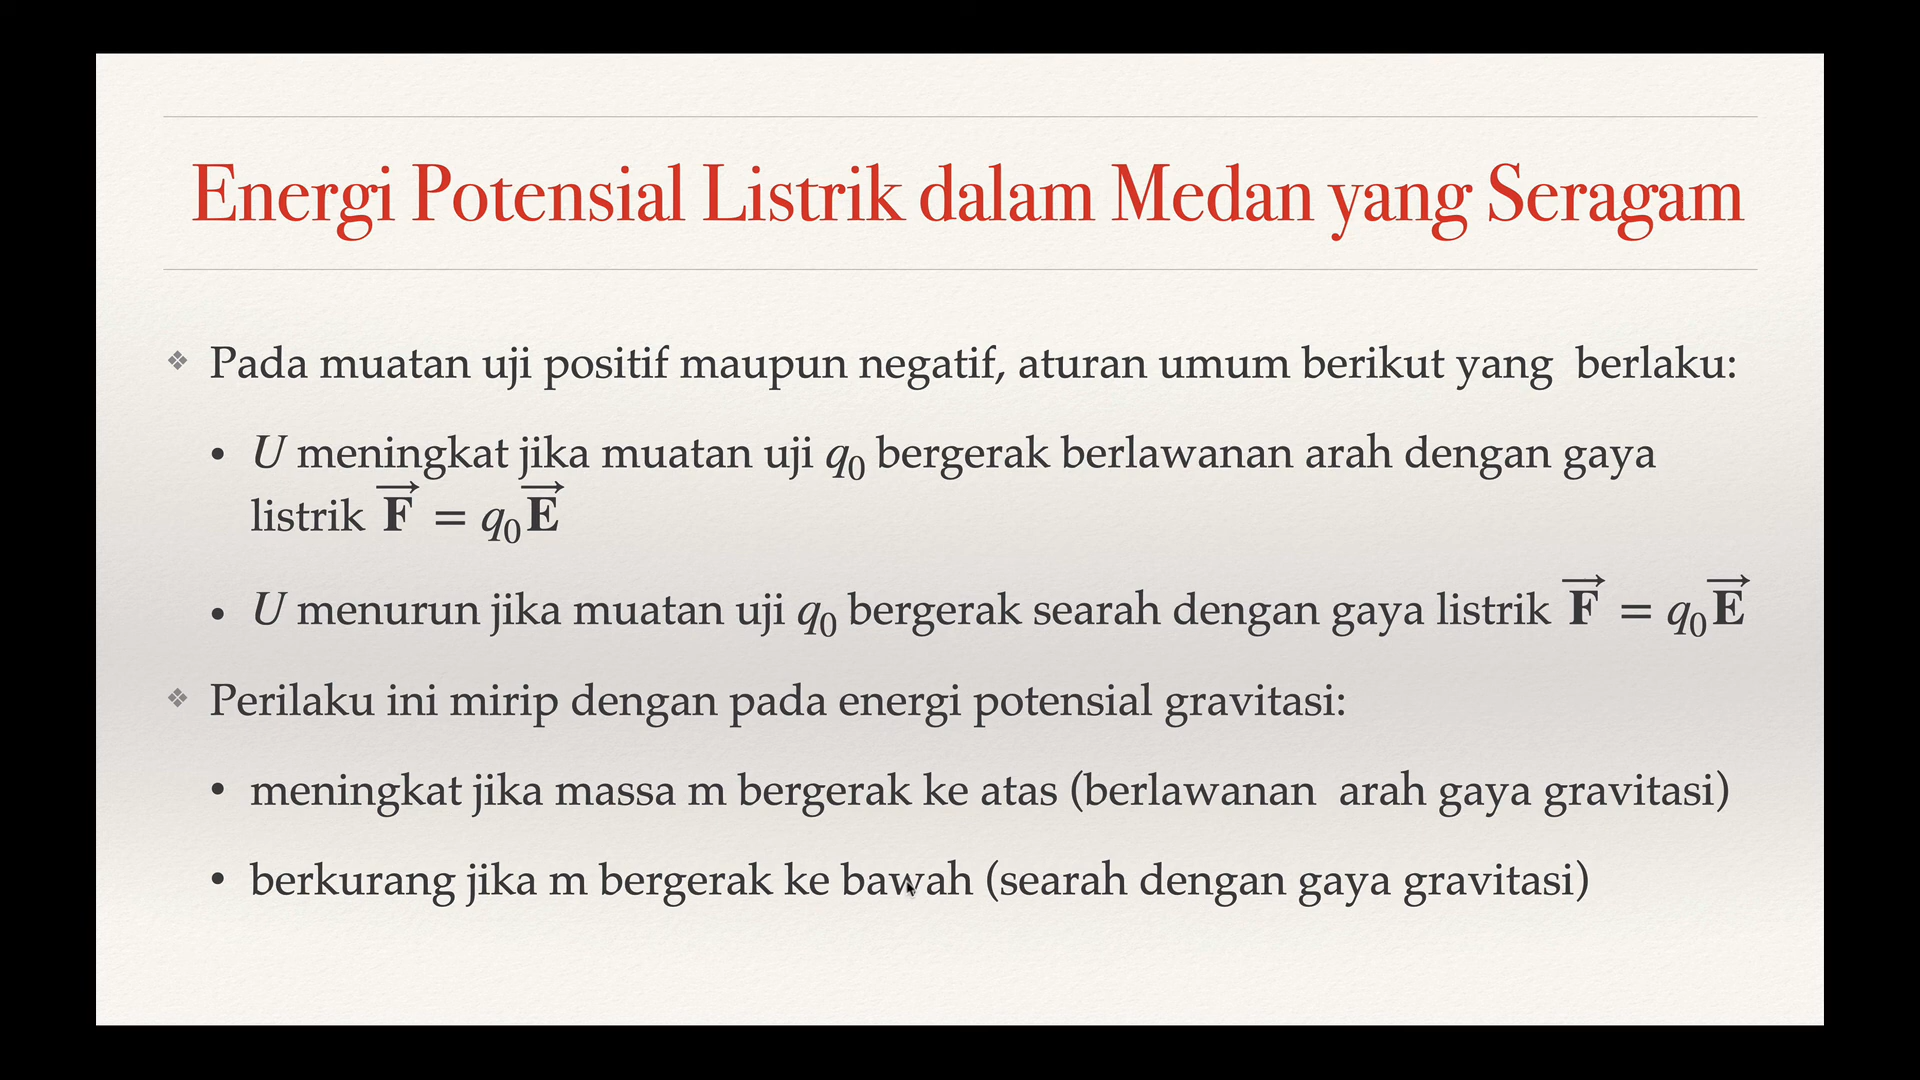 Energi Potensial Listrik dalam Medan yang Seragam
❖ Pada muatan uji positif maupun negatif, aturan umum berikut yang berlaku:
• U meningkat jika muatan uji q₀ bergerak berlawanan arah dengan gaya
listrik F⃗ = q₀E⃗
• U menurun jika muatan uji q₀ bergerak searah dengan gaya listrik F⃗ = q₀E⃗
❖ Perilaku ini mirip dengan pada energi potensial gravitasi:
• meningkat jika massa m bergerak ke atas (berlawanan arah gaya gravitasi)
• berkurang jika m bergerak ke bawah (searah dengan gaya gravitasi)